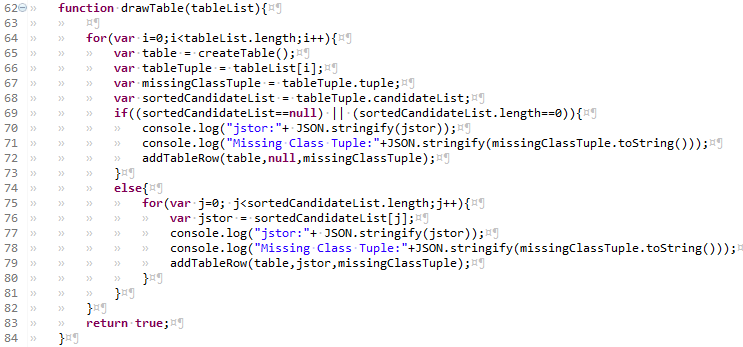 62 function drawTable(tableList){
63
64 for(var i=0;i<tableList.length;i++){
65 var table = createTable();
66 var tableTuple = tableList[i];
67 var missingClassTuple = tableTuple.tuple;
68 var sortedCandidateList = tableTuple.candidateList;
69 if((sortedCandidateList==null) || (sortedCandidateList.length==0)){
70 console.log("jstor:"+ JSON.stringify(jstor));
71 console.log("Missing Class Tuple:"+JSON.stringify(missingClassTuple.toString()));
72 addTableRow(table,null,missingClassTuple);
73 }
74 else{
75 for(var j=0; j<sortedCandidateList.length;j++){
76 var jstor = sortedCandidateList[j];
77 console.log("jstor:"+ JSON.stringify(jstor));
78 console.log("Missing Class Tuple:"+JSON.stringify(missingClassTuple.toString()));
79 addTableRow(table,jstor,missingClassTuple);
80 }
81 }
82 }
83 return true;
84 }